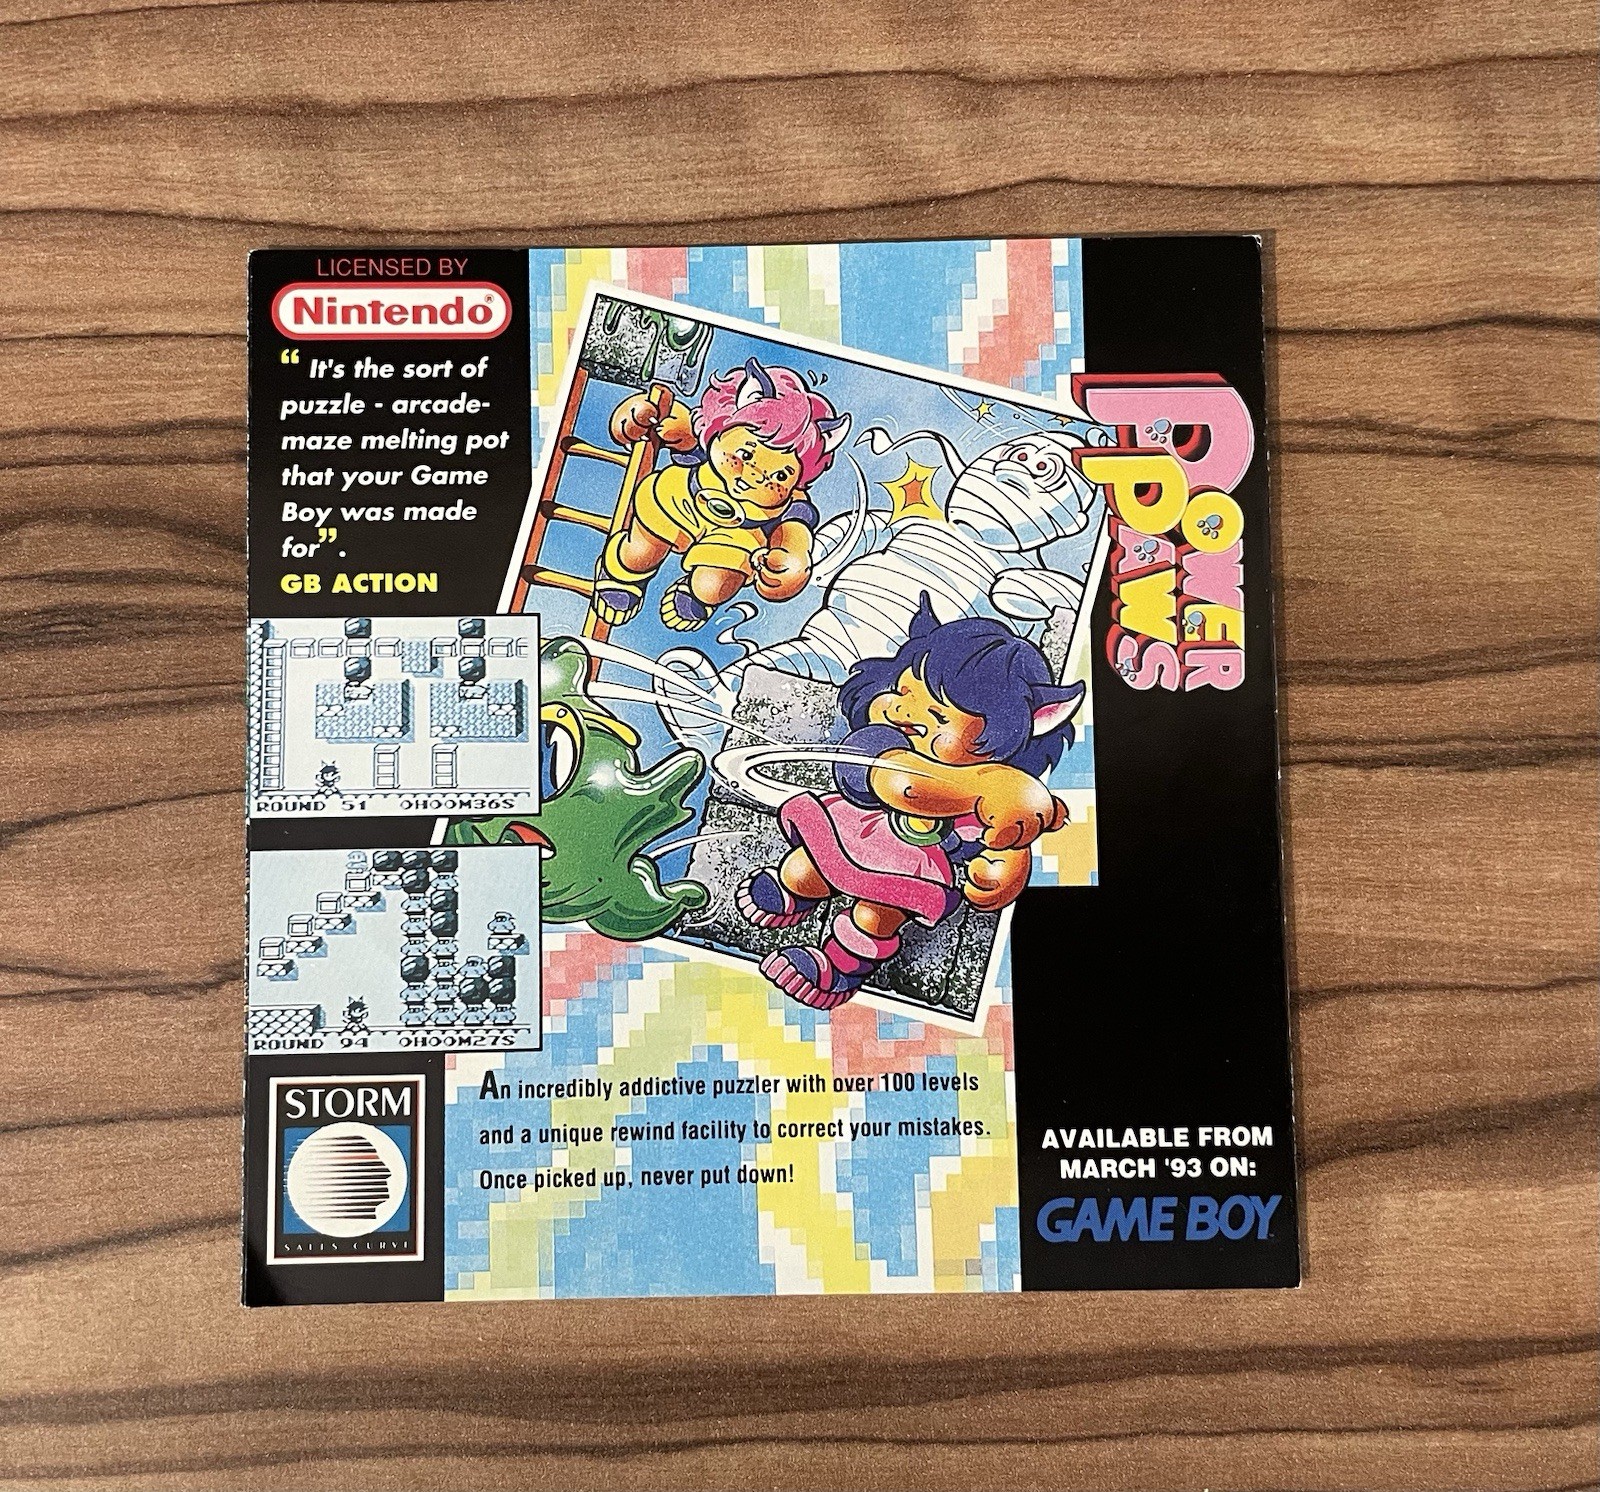 LICENSED BY
Nintendo®
“ It's the sort of
puzzle - arcade-
maze melting pot
that your Game
Boy was made
for”.
GB ACTION
ROUND 51 0H00M36S
ROUND 94 0H00M27S
STORM
SALES CURVE
POWER
PAWS
An incredibly addictive puzzler with over 100 levels
and a unique rewind facility to correct your mistakes.
Once picked up, never put down!
AVAILABLE FROM
MARCH '93 ON:
GAME BOY